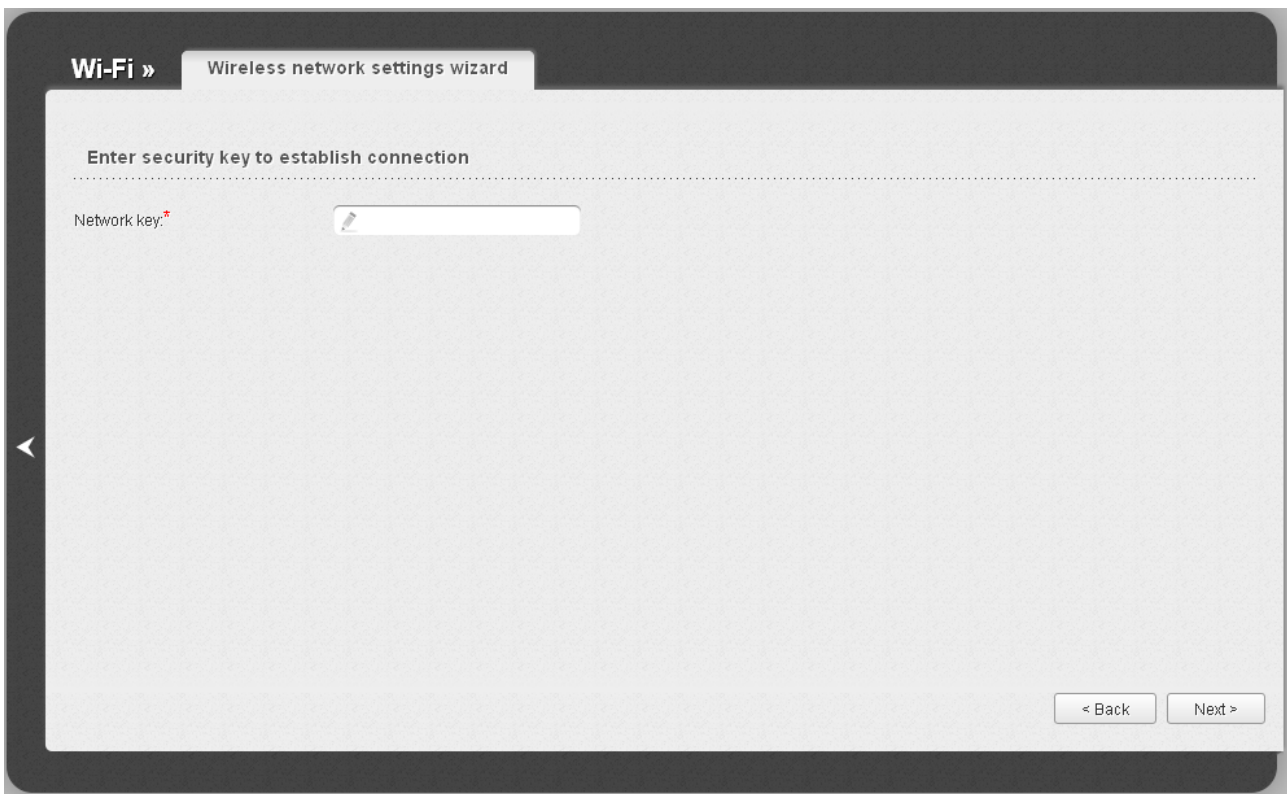 Wi-Fi » Wireless network settings wizard
Enter security key to establish connection
Network key:*
< Back Next >